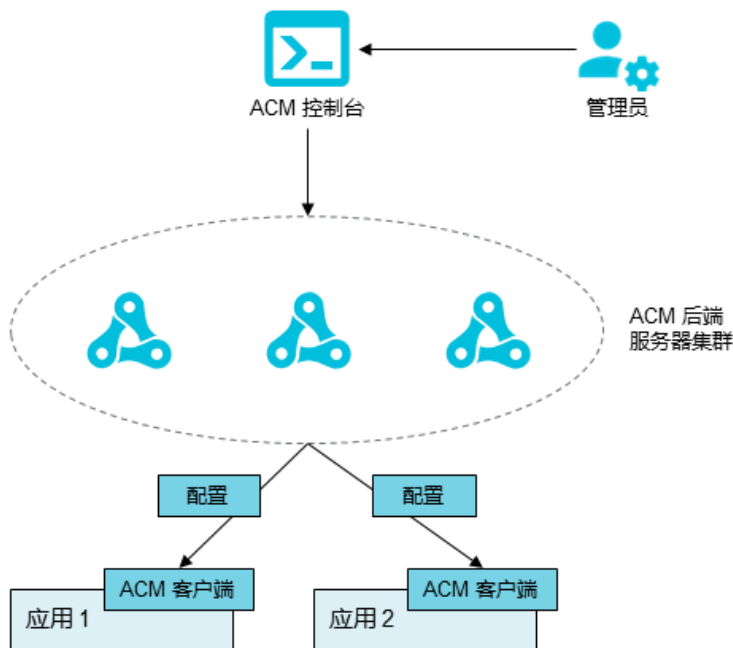 ACM 控制台
管理员
ACM 后端
服务器集群
配置
配置
ACM 客户端
ACM 客户端
应用 1
应用 2